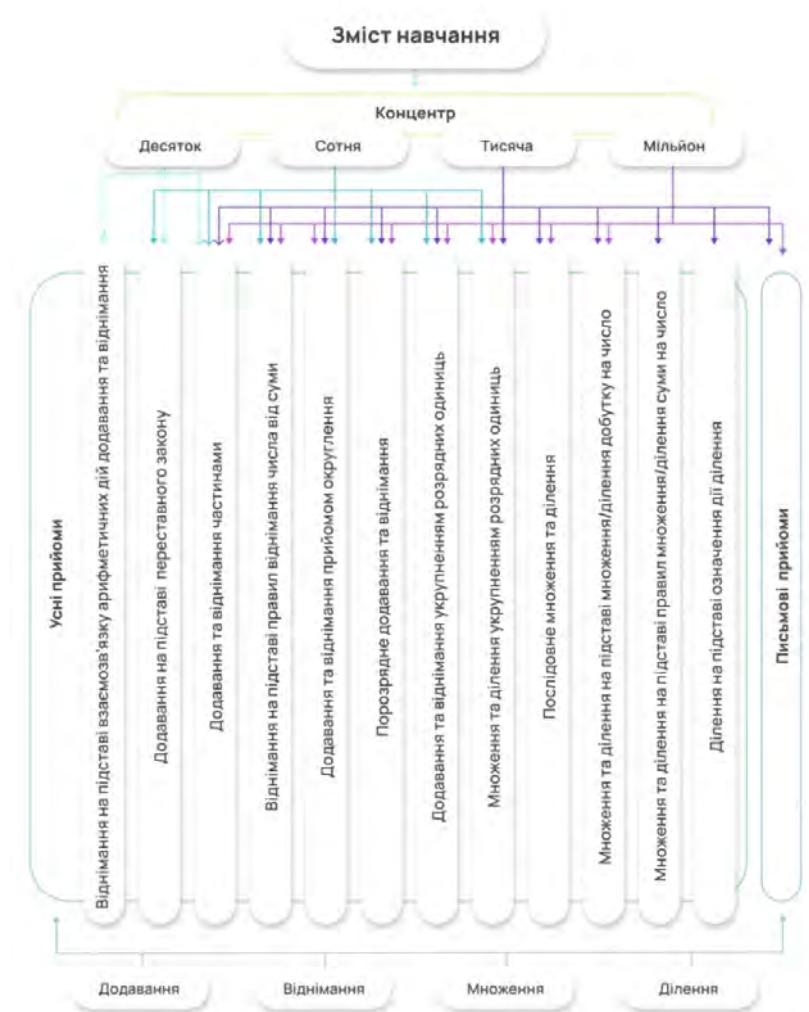 Зміст навчання
Концентр
Десяток
Сотня
Тисяча
Мільйон
Усні прийоми
Віднімання на підставі взаємозв'язку арифметичних дій додавання та віднімання
Додавання на підставі переставного закону
Додавання та віднімання частинами
Віднімання на підставі правил віднімання числа від суми
Додавання та віднімання прийомом округлення
Порозрядне додавання та віднімання
Додавання та віднімання укрупненням розрядних одиниць
Множення та ділення укрупненням розрядних одиниць
Послідовне множення та ділення
Множення та ділення на підставі множення/ділення добутку на число
Множення та ділення на підставі правил множення/ділення суми на число
Ділення на підставі означення дії ділення
Письмові прийоми
Додавання
Віднімання
Множення
Ділення